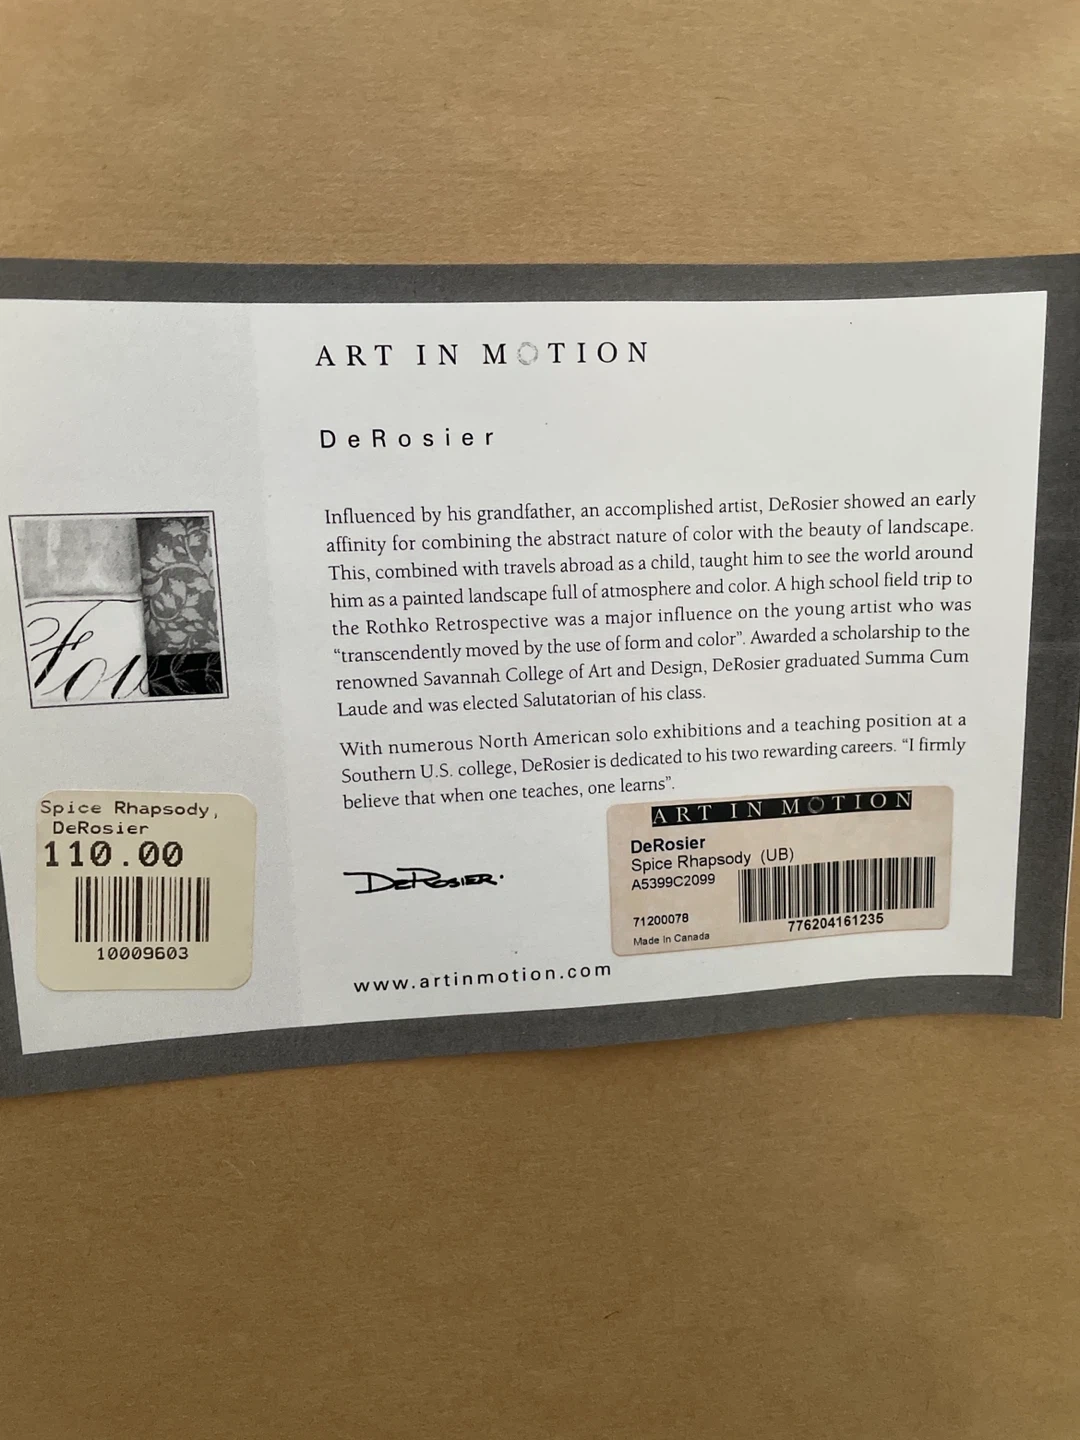 ART IN MOTION
DeRosier
Influenced by his grandfather, an accomplished artist, DeRosier showed an early
affinity for combining the abstract nature of color with the beauty of landscape.
This, combined with travels abroad as a child, taught him to see the world around
him as a painted landscape full of atmosphere and color. A high school field trip to
the Rothko Retrospective was a major influence on the young artist who was
“transcendently moved by the use of form and color”. Awarded a scholarship to the
renowned Savannah College of Art and Design, DeRosier graduated Summa Cum
Laude and was elected Salutatorian of his class.
With numerous North American solo exhibitions and a teaching position at a
Southern U.S. college, DeRosier is dedicated to his two rewarding careers. “I firmly
believe that when one teaches, one learns”.
DeRosier.
www.artinmotion.com
Spice Rhapsody,
DeRosier
110.00
10009603
ART IN MOTION
DeRosier
Spice Rhapsody (UB)
A5399C2099
71200078
Made In Canada
776204161235